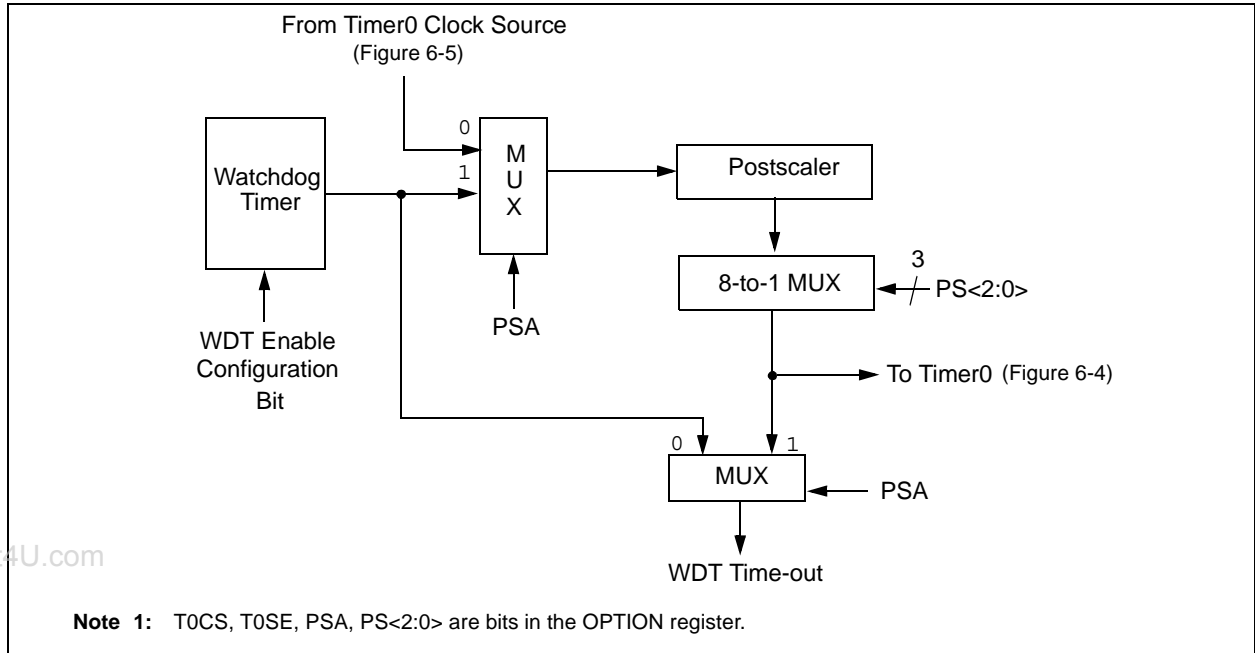 From Timer0 Clock Source
(Figure 6-5)
0
1
M
U
X
Watchdog
Timer
Postscaler
8-to-1 MUX
3
PS<2:0>
PSA
WDT Enable
Configuration
Bit
To Timer0 (Figure 6-4)
0
1
MUX
PSA
4U.com
WDT Time-out
Note 1: T0CS, T0SE, PSA, PS<2:0> are bits in the OPTION register.